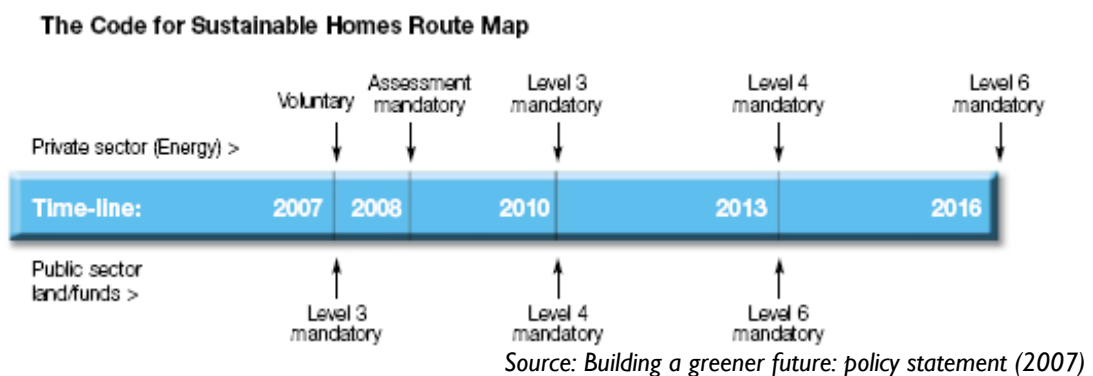 The Code for Sustainable Homes Route Map
Voluntary
Assessment
mandatory
Level 3
mandatory
Level 4
mandatory
Level 6
mandatory
Private sector (Energy) >
Time-line: 2007 2008 2010 2013 2016
Public sector
land/funds >
Level 3
mandatory
Level 4
mandatory
Level 6
mandatory
Source: Building a greener future: policy statement (2007)